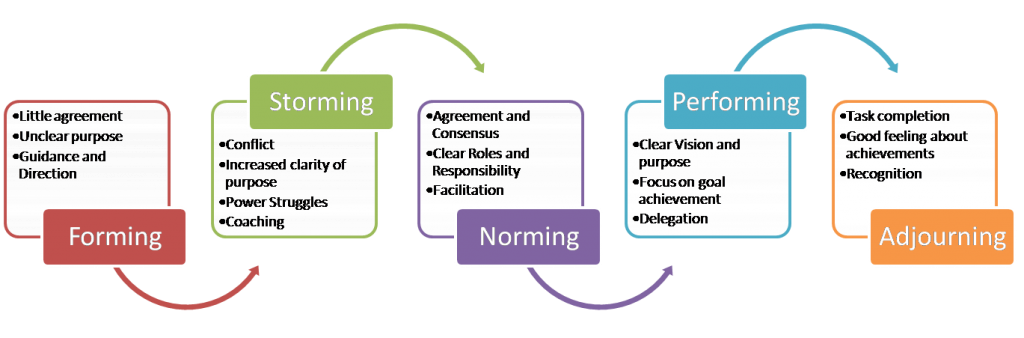 Forming
•Little agreement
•Unclear purpose
•Guidance and
Direction
Storming
•Conflict
•Increased clarity of
purpose
•Power Struggles
•Coaching
Norming
•Agreement and
Consensus
•Clear Roles and
Responsibility
•Facilitation
Performing
•Clear Vision and
purpose
•Focus on goal
achievement
•Delegation
Adjourning
•Task completion
•Good feeling about
achievements
•Recognition